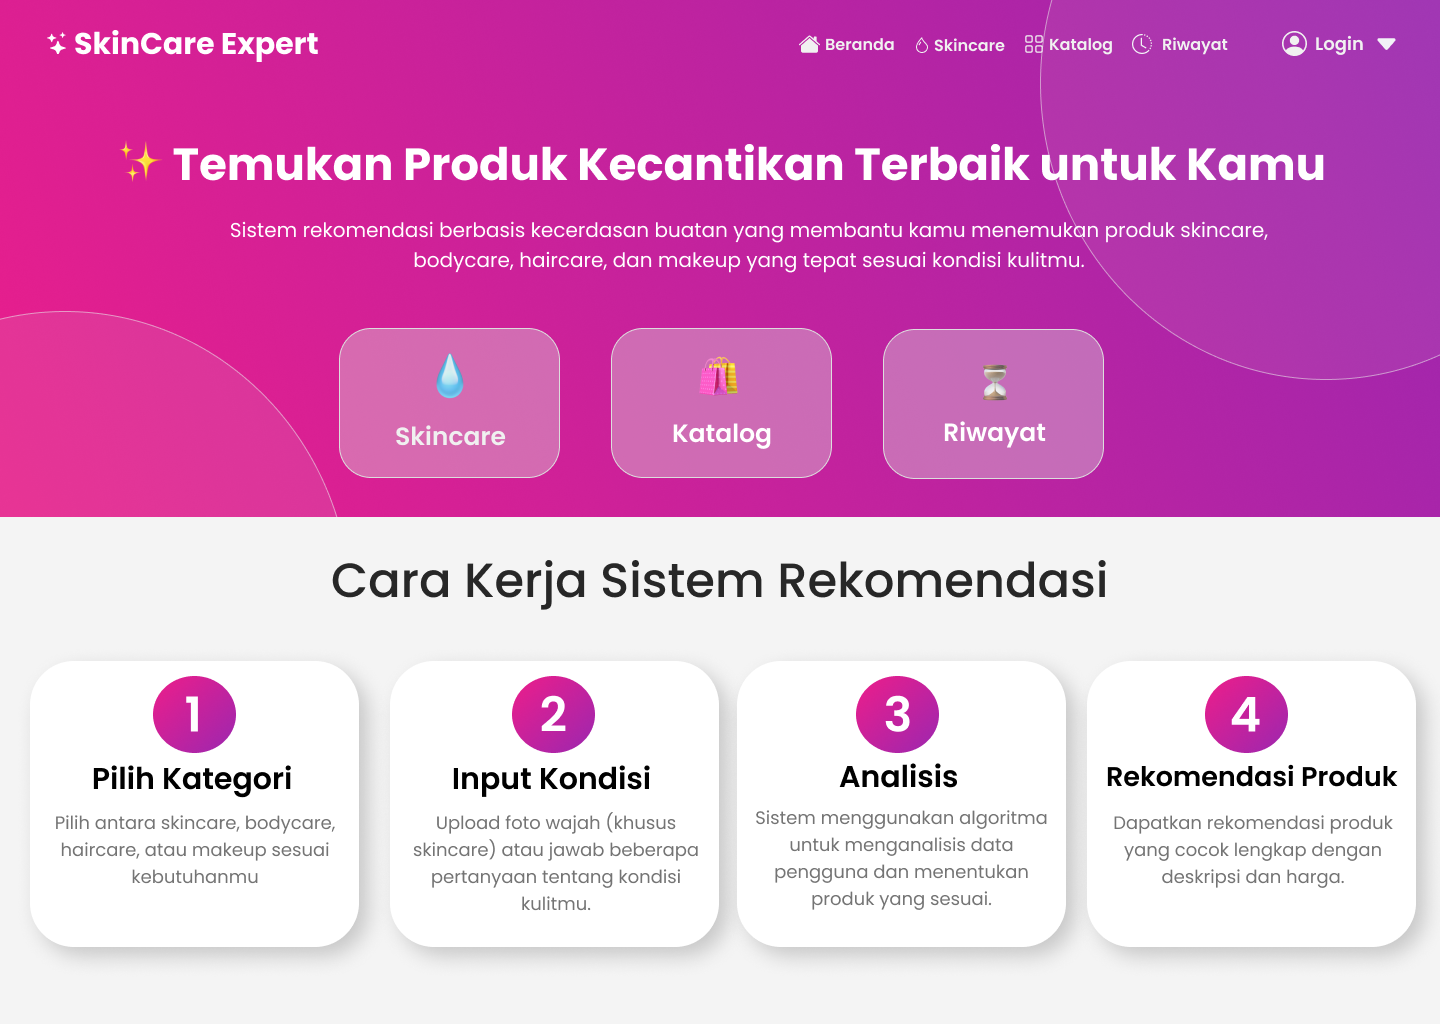 SkinCare Expert
Beranda
Skincare
Katalog
Riwayat
Login
Temukan Produk Kecantikan Terbaik untuk Kamu
Sistem rekomendasi berbasis kecerdasan buatan yang membantu kamu menemukan produk skincare,
bodycare, haircare, dan makeup yang tepat sesuai kondisi kulitmu.
Skincare
Katalog
Riwayat
Cara Kerja Sistem Rekomendasi
1
Pilih Kategori
Pilih antara skincare, bodycare,
haircare, atau makeup sesuai
kebutuhanmu
2
Input Kondisi
Upload foto wajah (khusus
skincare) atau jawab beberapa
pertanyaan tentang kondisi
kulitmu.
3
Analisis
Sistem menggunakan algoritma
untuk menganalisis data
pengguna dan menentukan
produk yang sesuai.
4
Rekomendasi Produk
Dapatkan rekomendasi produk
yang cocok lengkap dengan
deskripsi dan harga.